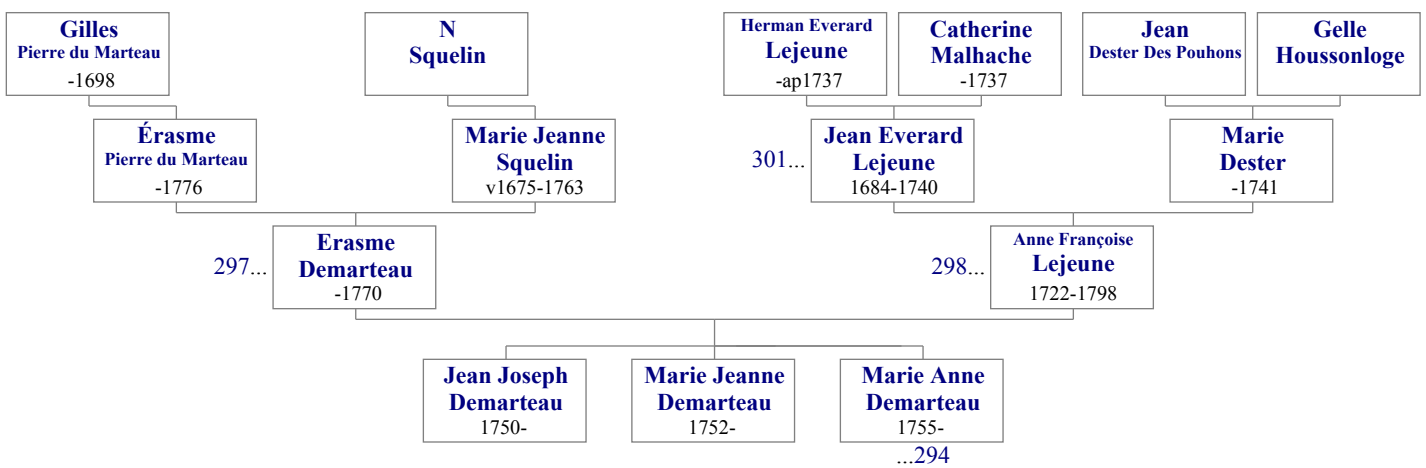 Gilles
Pierre du Marteau
-1698
N
Squelin
Herman Everard
Lejeune
-ap1737
Catherine
Malhache
-1737
Jean
Dester Des Pouhons
Gelle
Houssonloge
Érasme
Pierre du Marteau
-1776
Marie Jeanne
Squelin
v1675-1763
301...
Jean Everard
Lejeune
1684-1740
Marie
Dester
-1741
297...
Erasme
Demarteau
-1770
298...
Anne Françoise
Lejeune
1722-1798
Jean Joseph
Demarteau
1750-
Marie Jeanne
Demarteau
1752-
Marie Anne
Demarteau
1755-
...294